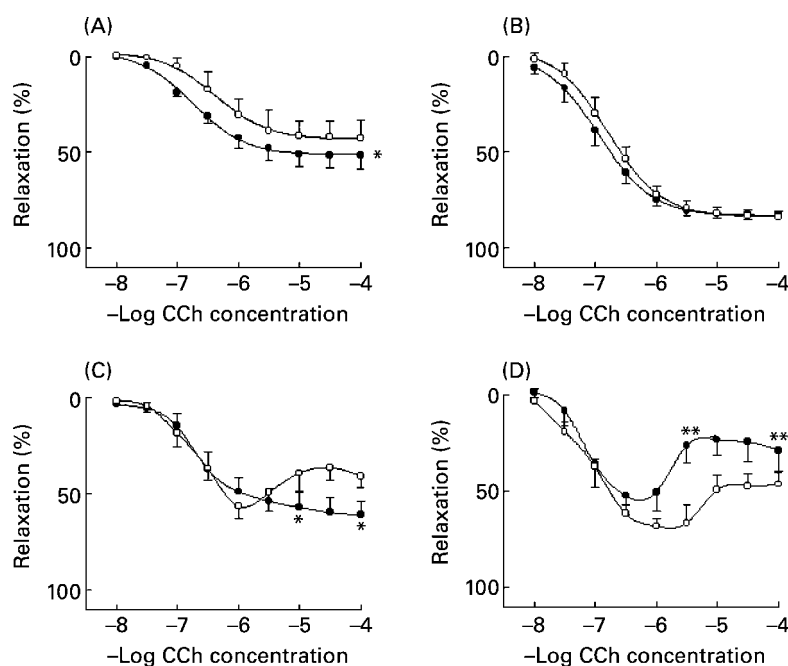 (A)
0
50
100
Relaxation (%)
*
–8 –7 –6 –5 –4
–Log CCh concentration
(B)
0
50
100
Relaxation (%)
–8 –7 –6 –5 –4
–Log CCh concentration
(C)
0
50
100
Relaxation (%)
* *
–8 –7 –6 –5 –4
–Log CCh concentration
(D)
0
50
100
Relaxation (%)
** **
–8 –7 –6 –5 –4
–Log CCh concentration